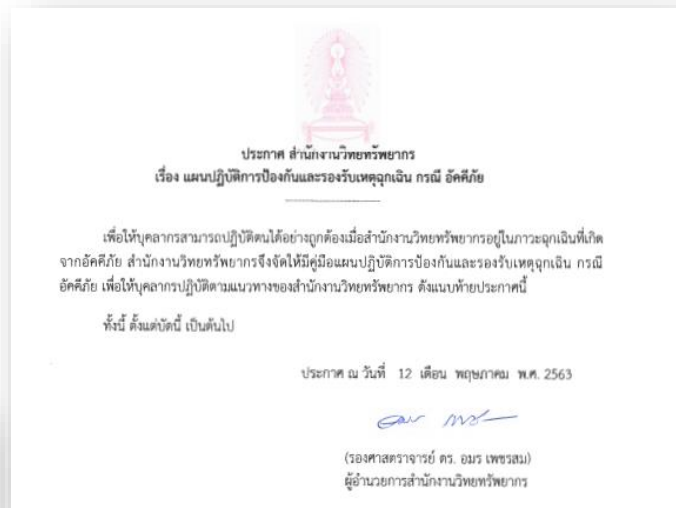 ประกาศ สำนักงานวิทยทรัพยากร
เรื่อง แผนปฏิบัติการป้องกันและรองรับเหตุฉุกเฉิน กรณี อัคคีภัย
เพื่อให้บุคลากรสามารถปฏิบัติตนได้อย่างถูกต้องเมื่อสำนักงานวิทยทรัพยากรอยู่ในภาวะฉุกเฉินที่เกิด
จากอัคคีภัย สำนักงานวิทยทรัพยากรจึงจัดให้มีคู่มือแผนปฏิบัติการป้องกันและรองรับเหตุฉุกเฉิน กรณี
อัคคีภัย เพื่อให้บุคลากรปฏิบัติตามแนวทางของสำนักงานวิทยทรัพยากร ดังแนบท้ายประกาศนี้
ทั้งนี้ ตั้งแต่บัดนี้ เป็นต้นไป
ประกาศ ณ วันที่ 12 เดือน พฤษภาคม พ.ศ. 2563
(รองศาสตราจารย์ ดร. อมร เพชรสม)
ผู้อำนวยการสำนักงานวิทยทรัพยากร